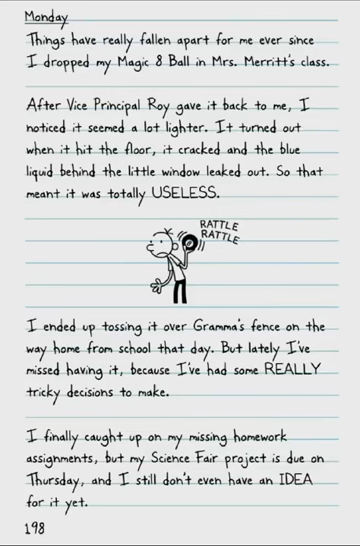 Monday
Things have really fallen apart for me ever since
I dropped my Magic 8 Ball in Mrs. Merritt's class.
After Vice Principal Roy gave it back to me, I
noticed it seemed a lot lighter. It turned out
when it hit the floor, it cracked and the blue
liquid behind the little window leaked out. So that
meant it was totally USELESS.
RATTLE
RATTLE
I ended up tossing it over Gramma's fence on the
way home from school that day. But lately I've
missed having it, because I've had some REALLY
tricky decisions to make.
I finally caught up on my missing homework
assignments, but my Science Fair project is due on
Thursday, and I still don't even have an IDEA
for it yet.
198